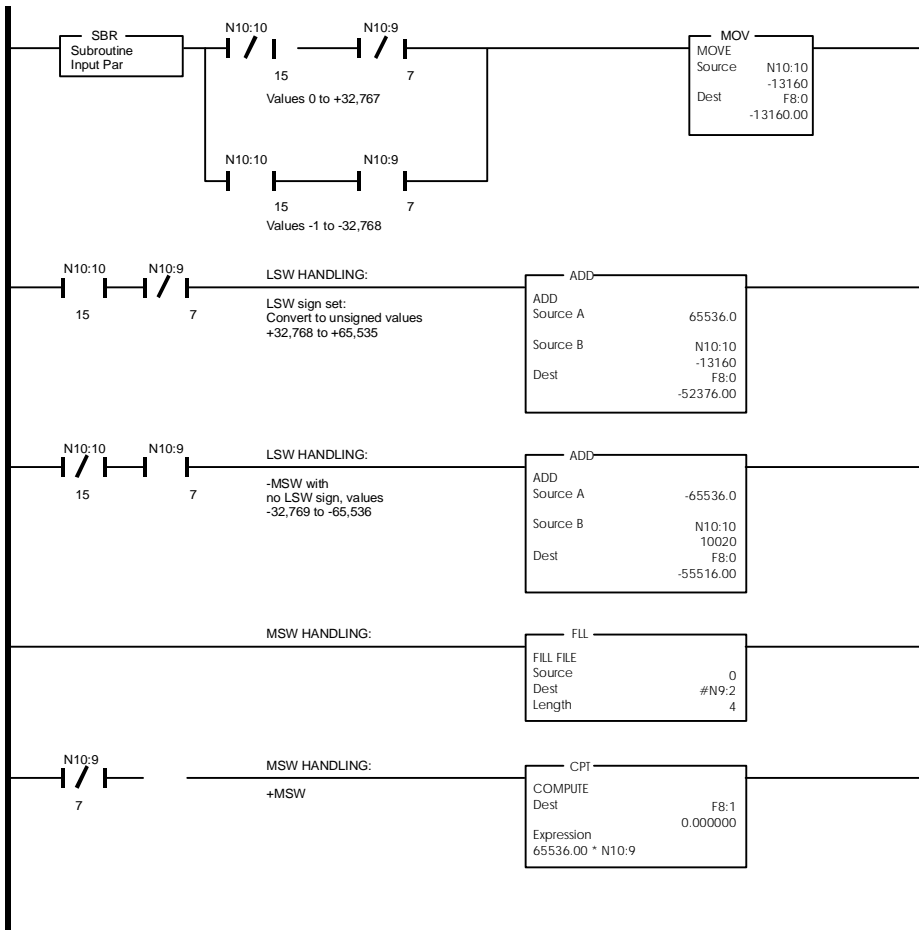 SBR
Subroutine
Input Par
N10:10
15
N10:9
7
Values 0 to +32,767
MOV
MOVE
Source N10:10
-13160
Dest F8:0
-13160.00
N10:10
15
N10:9
7
Values -1 to -32,768
N10:10
15
N10:9
7
LSW HANDLING:
LSW sign set:
Convert to unsigned values
+32,768 to +65,535
ADD
ADD
Source A 65536.0
Source B N10:10
-13160
Dest F8:0
-52376.00
N10:10
15
N10:9
7
LSW HANDLING:
-MSW with
no LSW sign, values
-32,769 to -65,536
ADD
ADD
Source A -65536.0
Source B N10:10
10020
Dest F8:0
-55516.00
MSW HANDLING:
FLL
FILL FILE
Source 0
Dest #N9:2
Length 4
N10:9
7
MSW HANDLING:
+MSW
CPT
COMPUTE
Dest F8:1
0.000000
Expression
65536.00 * N10:9